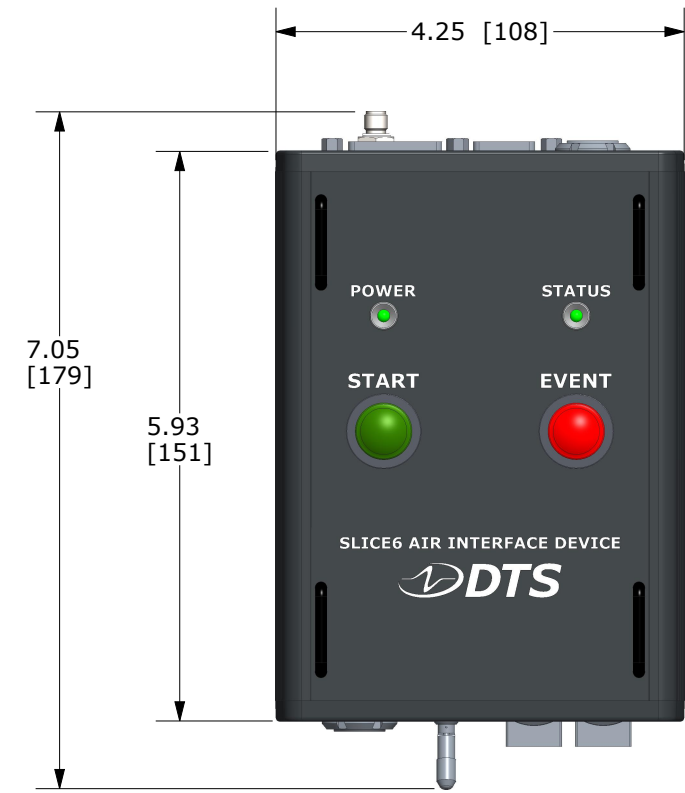 4.25 [108]
7.05
[179]
5.93
[151]
POWER STATUS
START EVENT
SLICE6 AIR INTERFACE DEVICE
DTS